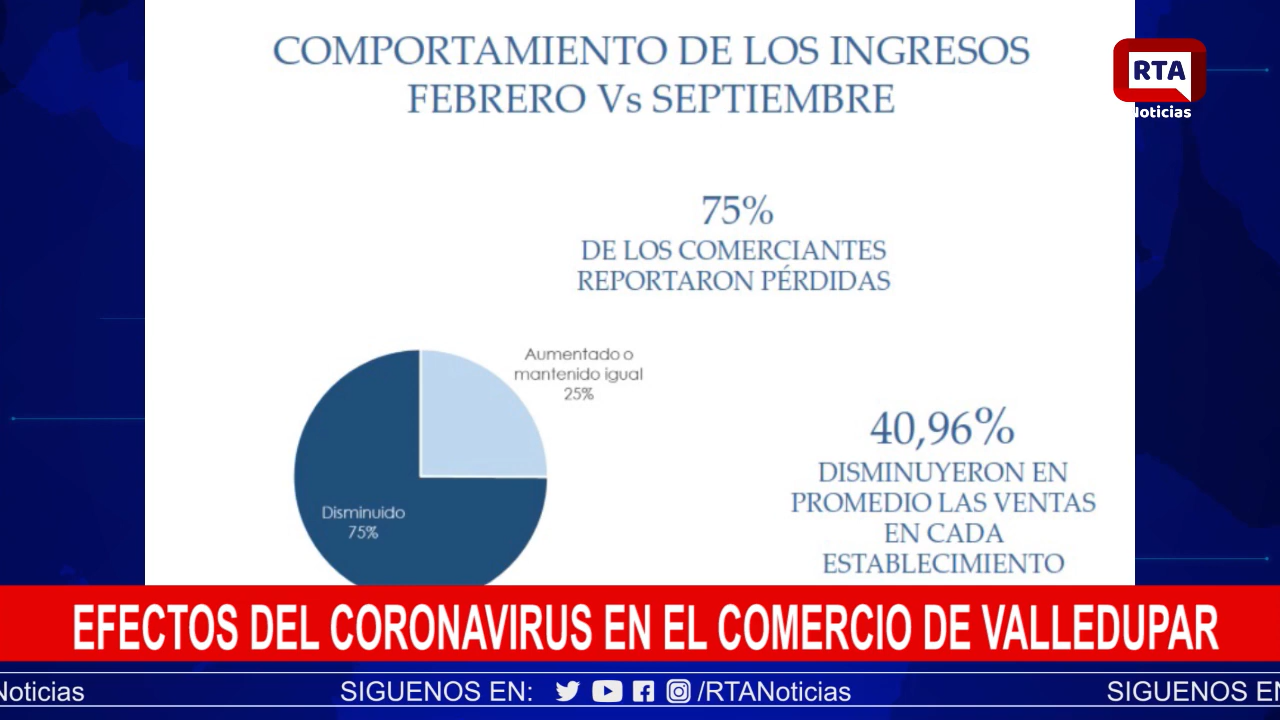 COMPORTAMIENTO DE LOS INGRESOS
FEBRERO Vs SEPTIEMBRE
RTA
Noticias
75%
DE LOS COMERCIANTES
REPORTARON PÉRDIDAS
Aumentado o
mantenido igual
25%
Disminuido
75%
40,96%
DISMINUYERON EN
PROMEDIO LAS VENTAS
EN CADA
ESTABLECIMIENTO
EFECTOS DEL CORONAVIRUS EN EL COMERCIO DE VALLEDUPAR
Noticias SIGUENOS EN: /RTANoticias SIGUENOS EN